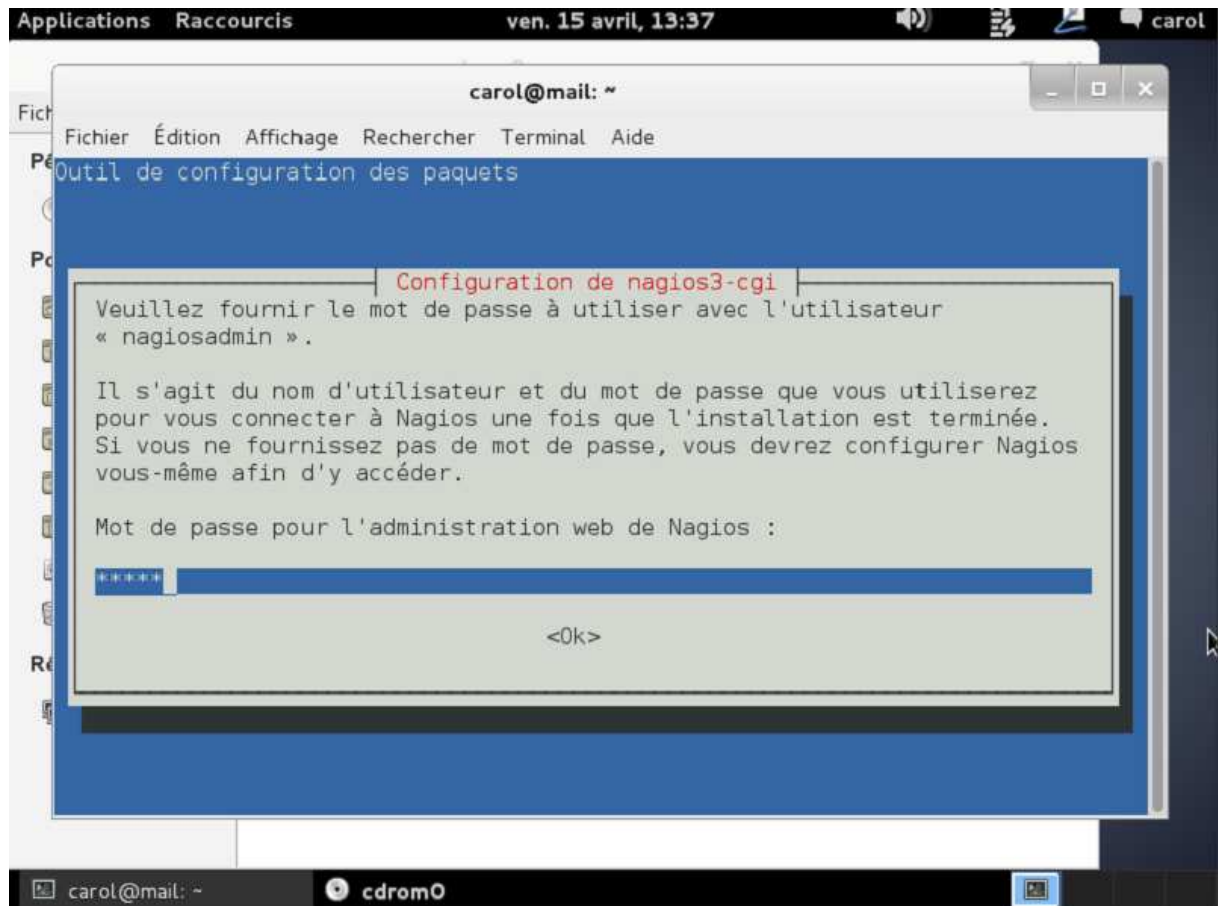 Applications Raccourcis ven. 15 avril, 13:37 carol
carol@mail: ~
Fich
Fichier Édition Affichage Rechercher Terminal Aide
Pé
Outil de configuration des paquets
Po
Configuration de nagios3-cgi
Veuillez fournir le mot de passe à utiliser avec l'utilisateur
« nagiosadmin ».
Il s'agit du nom d'utilisateur et du mot de passe que vous utiliserez
pour vous connecter à Nagios une fois que l'installation est terminée.
Si vous ne fournissez pas de mot de passe, vous devrez configurer Nagios
vous-même afin d'y accéder.
Mot de passe pour l'administration web de Nagios :
*****
<Ok>
Ré
carol@mail: ~ cdrom0